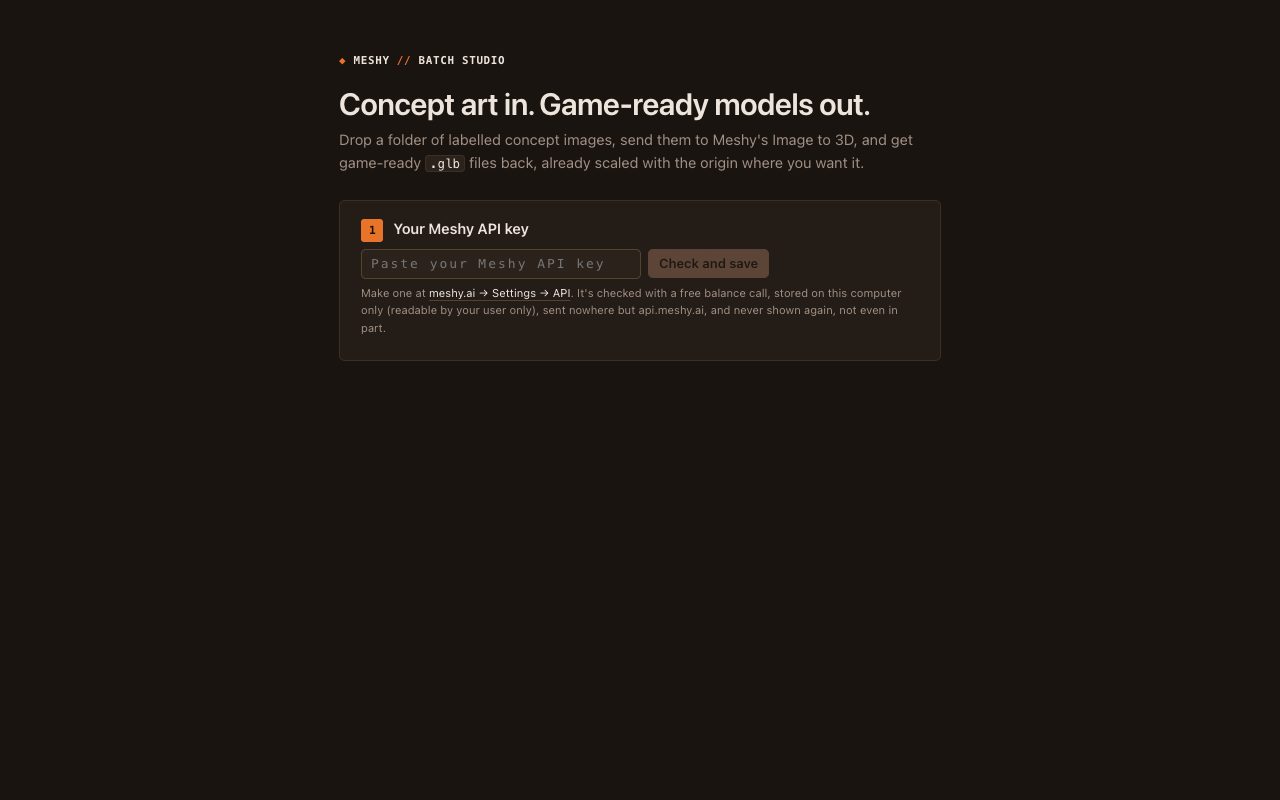 ◆ MESHY // BATCH STUDIO
Concept art in. Game-ready models out.
Drop a folder of labelled concept images, send them to Meshy's Image to 3D, and get
game-ready .glb files back, already scaled with the origin where you want it.
1 Your Meshy API key
Paste your Meshy API key Check and save
Make one at meshy.ai → Settings → API. It's checked with a free balance call, stored on this computer
only (readable by your user only), sent nowhere but api.meshy.ai, and never shown again, not even in
part.